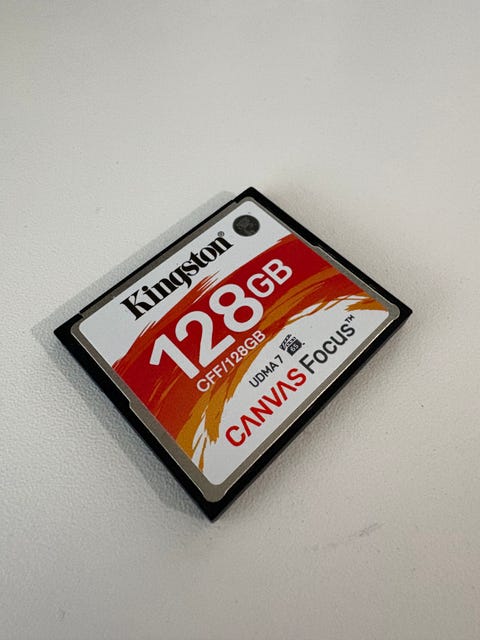 Kingston®
128GB
CFF/128GB
UDMA 7
CANVAS Focus™